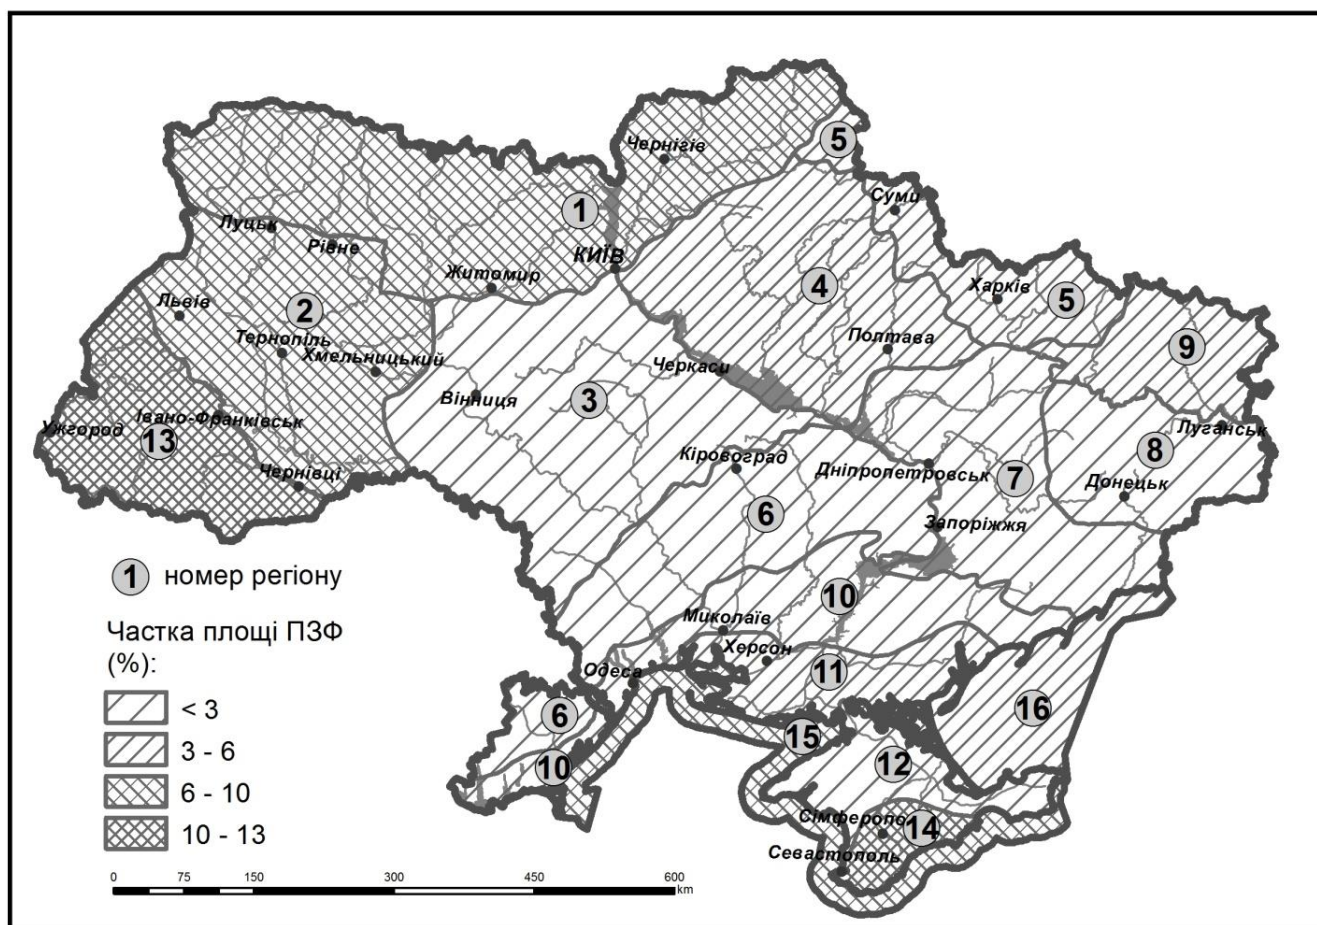 Чернігів
5
Суми
1
Луцьк
Рівне
КИЇВ
Житомир
4
Харків
5
Львів
2
Тернопіль
Хмельницький
Полтава
9
Черкаси
Вінниця
3
Ужгород
Івано-Франківськ
13
Луганськ
8
Кіровоград
Дніпропетровськ
7
Донецьк
Чернівці
6
Запоріжжя
1 номер регіону
10
Миколаїв
Херсон
Частка площі ПЗФ
(%):
Одеса
11
< 3
6
16
3 - 6
15
10
12
6 - 10
Сімферопо
14
10 - 13
Севастополь
0 75 150 300 450 600
km